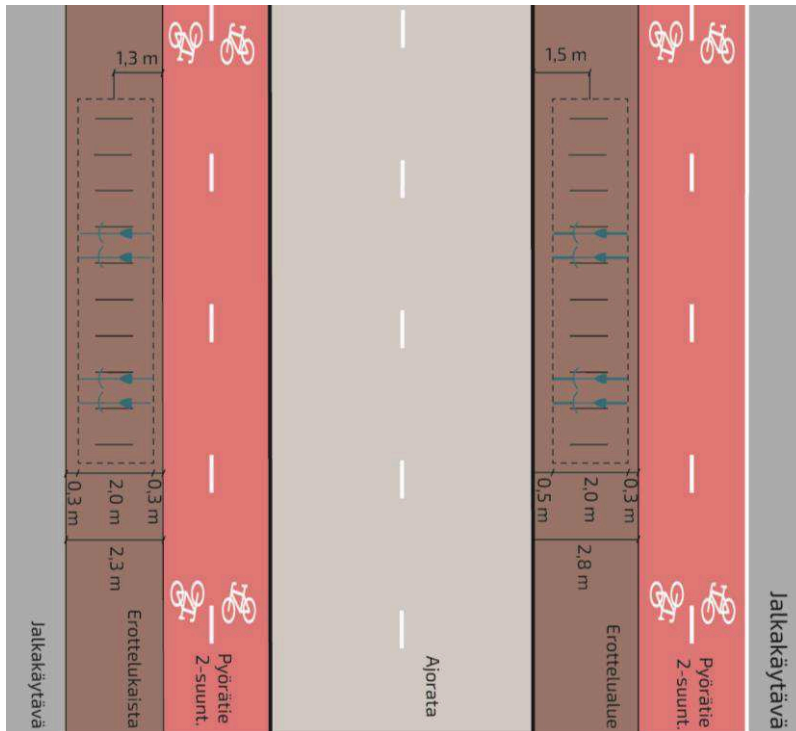 1,3 m
1,5 m
0,3 m
2,0 m
0,3 m
2,3 m
0,5 m
2,0 m
0,3 m
2,8 m
Jalkakäytävä
Erottelukaista
Pyörätie
2-suunt.
Ajorata
Erottelualue
Pyörätie
2-suunt.
Jalkakäytävä